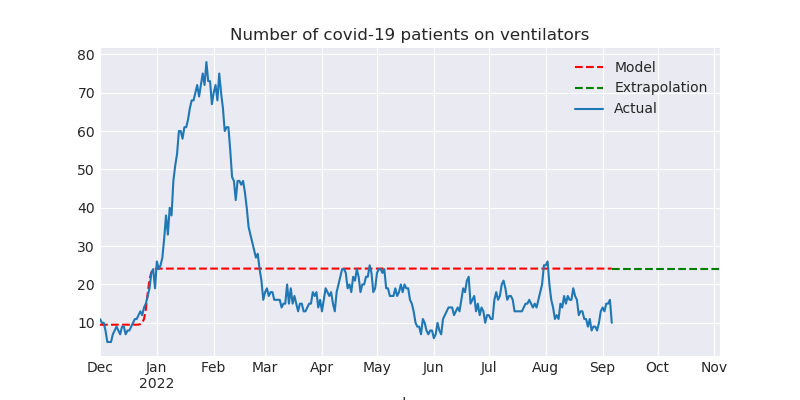 Number of covid-19 patients on ventilators
80
70
60
50
40
30
20
10
Model
Extrapolation
Actual
Dec Jan Feb Mar Apr May Jun Jul Aug Sep Oct Nov
2022